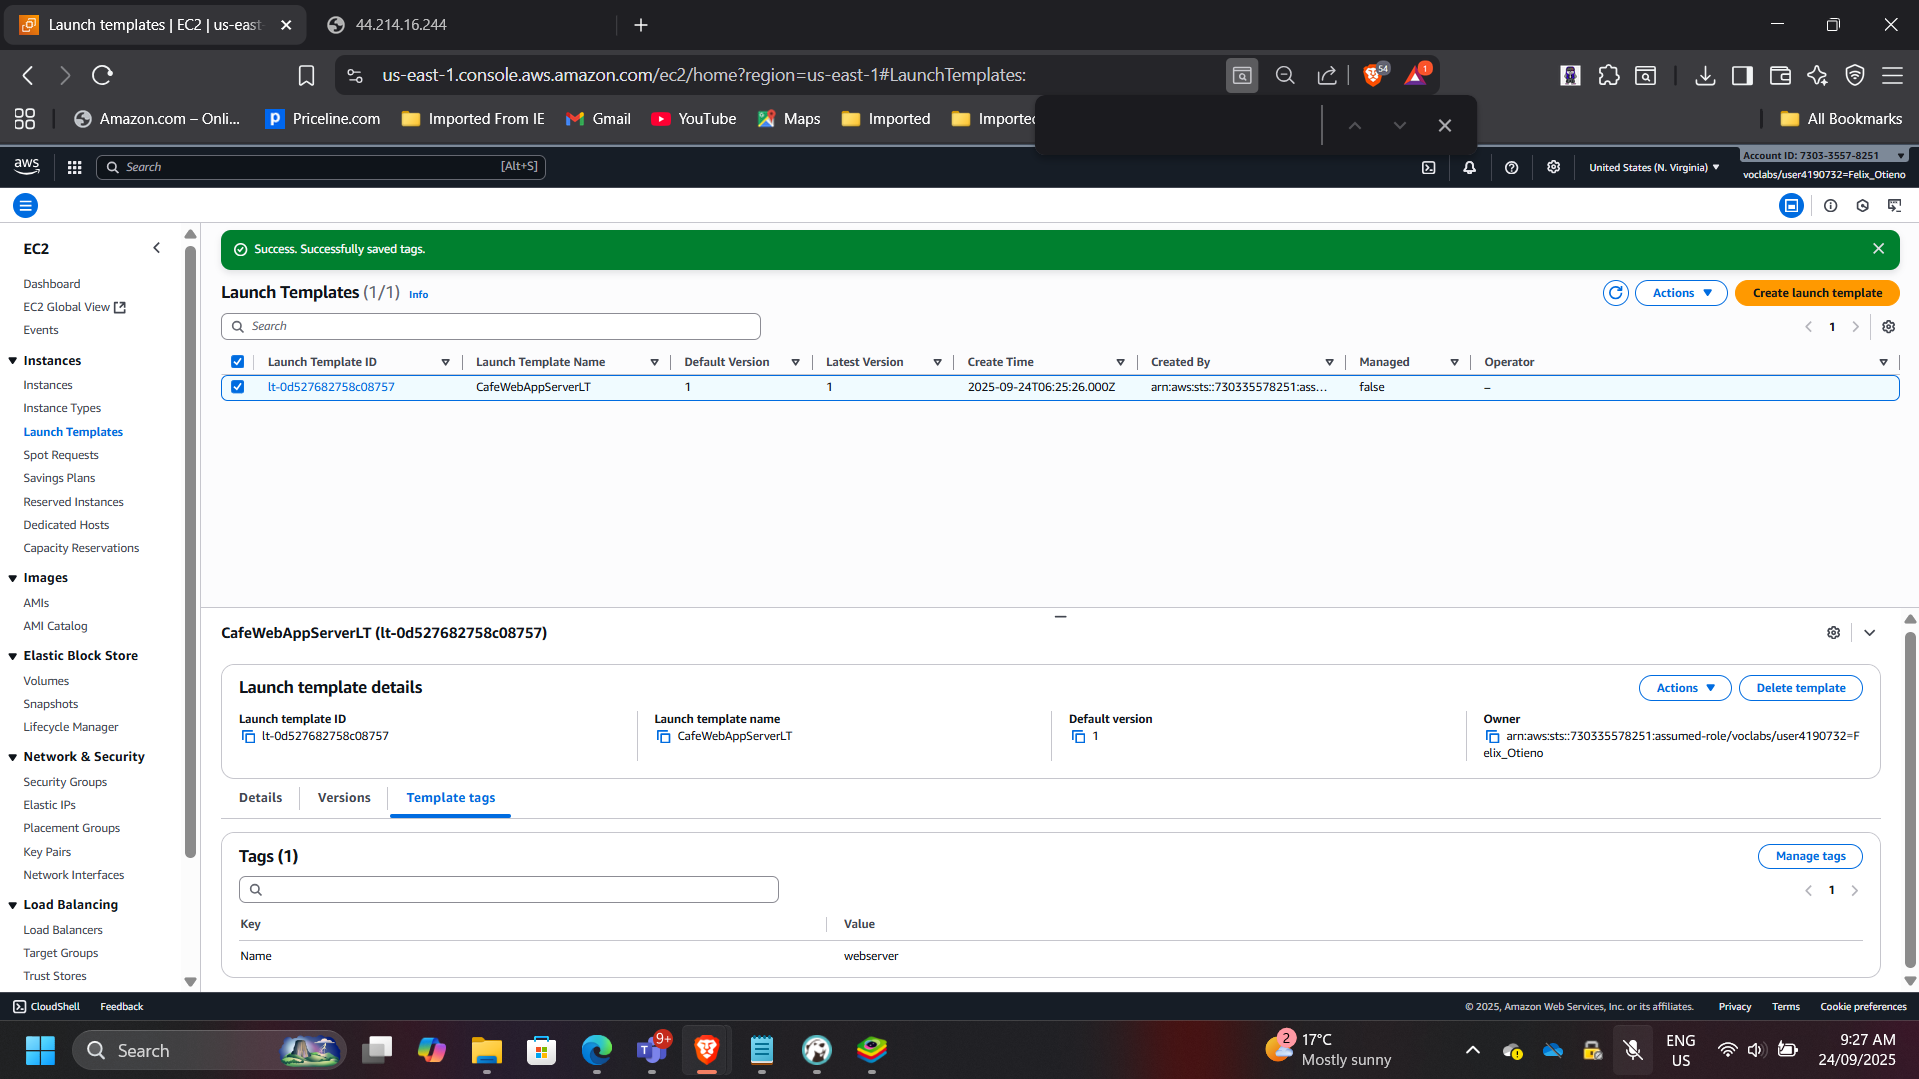 Launch templates | EC2 | us-east-
44.214.16.244
us-east-1.console.aws.amazon.com/ec2/home?region=us-east-1#LaunchTemplates:
54
1
Amazon.com – Onli...
Priceline.com
Imported From IE
Gmail
YouTube
Maps
Imported
Imported
All Bookmarks
aws
Search
[Alt+S]
United States (N. Virginia)
Account ID: 7303-3557-8251
voclabs/user4190732=Felix_Otieno
EC2
Dashboard
EC2 Global View
Events
Instances
Instances
Instance Types
Launch Templates
Spot Requests
Savings Plans
Reserved Instances
Dedicated Hosts
Capacity Reservations
Images
AMIs
AMI Catalog
Elastic Block Store
Volumes
Snapshots
Lifecycle Manager
Network & Security
Security Groups
Elastic IPs
Placement Groups
Key Pairs
Network Interfaces
Load Balancing
Load Balancers
Target Groups
Trust Stores
Success. Successfully saved tags.
Launch Templates (1/1) Info
Actions
Create launch template
Search
1
Launch Template ID
Launch Template Name
Default Version
Latest Version
Create Time
Created By
Managed
Operator
lt-0d527682758c08757
CafeWebAppServerLT
1
1
2025-09-24T06:25:26.000Z
arn:aws:sts::730335578251:ass...
false
–
CafeWebAppServerLT (lt-0d527682758c08757)
Launch template details
Actions
Delete template
Launch template ID
lt-0d527682758c08757
Launch template name
CafeWebAppServerLT
Default version
1
Owner
arn:aws:sts::730335578251:assumed-role/voclabs/user4190732=F
elix_Otieno
Details
Versions
Template tags
Tags (1)
Manage tags
1
Key
Value
Name
webserver
CloudShell
Feedback
© 2025, Amazon Web Services, Inc. or its affiliates.
Privacy
Terms
Cookie preferences
Search
9+
2
17°C
Mostly sunny
ENG
US
9:27 AM
24/09/2025